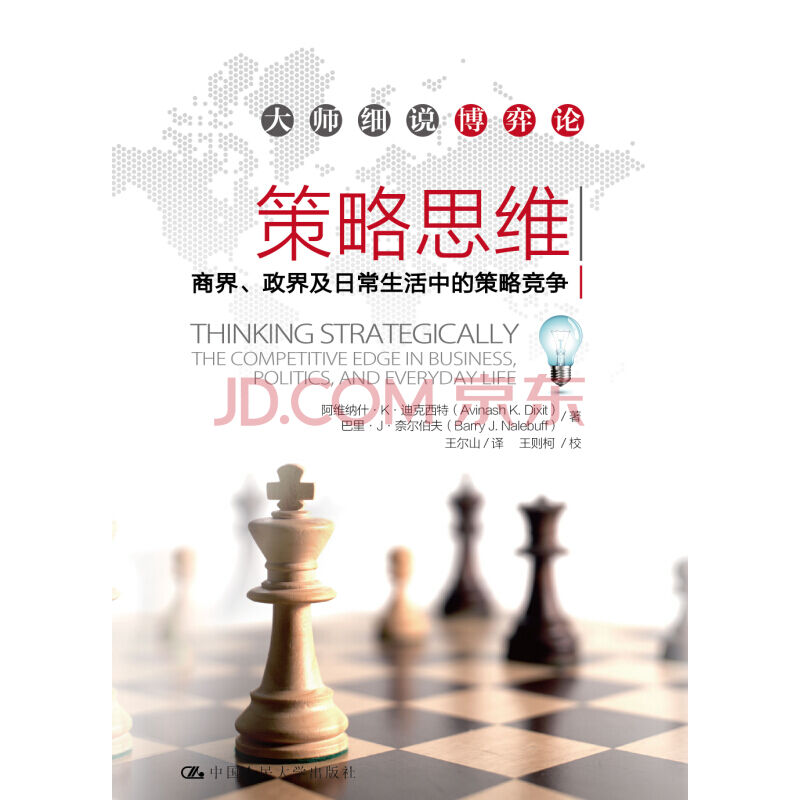 大师细说博弈论
策略思维
商界、政界及日常生活中的策略竞争
THINKING STRATEGICALLY
THE COMPETITIVE EDGE IN BUSINESS,
POLITICS, AND EVERYDAY LIFE
JD.COM 京东
阿维纳什·K·迪克西特（Avinash K. Dixit）
巴里·J·奈尔伯夫（Barry J. Nalebuff）
/ 著
王尔山 / 译 王则柯 / 校
中国人民大学出版社